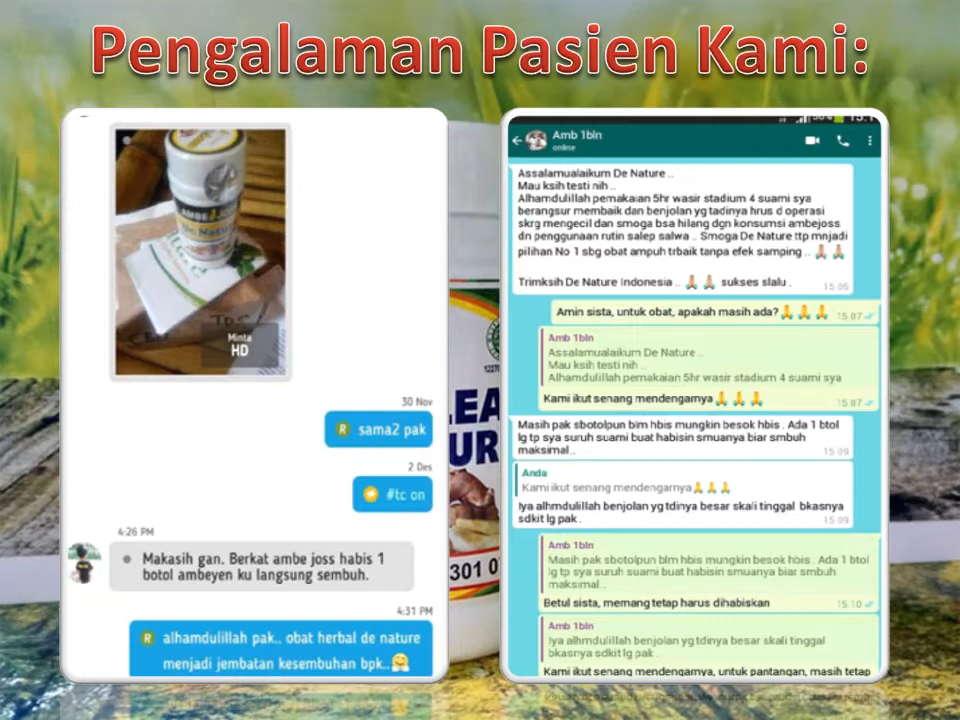 Pengalaman Pasien Kami:
AMBEJOSS
De Nature
Minta
HD
30 Nov
R sama2 pak
2 Des
#tc on
4:26 PM
Makasih gan. Berkat ambe joss habis 1
botol ambeyen ku langsung sembuh.
4:31 PM
R alhamdulillah pak.. obat herbal de nature
menjadi jembatan kesembuhan bpk..🤗
LEA
UR
301 0
Amb 1bln
online
Assalamualaikum De Nature ..
Mau ksih testi nih ..
Alhamdulillah pemakaian 5hr wasir stadium 4 suami sya
berangsur membaik dan benjolan yg tadinya hrus d operasi
skrg mengecil dan smoga bsa hilang dgn konsumsi ambejoss
dn penggunaan rutin salep salwa .. Smoga De Nature ttp mnjadi
pilihan No 1 sbg obat ampuh trbaik tanpa efek samping .. 🙏🙏
Trimksih De Nature Indonesia .. 🙏🙏 sukses slalu .
15.06
Amin sista, untuk obat, apakah masih ada?🙏🙏🙏 15.07
Amb 1bln
Assalamualaikum De Nature ..
Mau ksih testi nih ..
Alhamdulillah pemakaian 5hr wasir stadium 4 suami sya
Kami ikut senang mendengarnya🙏🙏🙏 15.07
Masih pak sbotolpun blm hbis mungkin besok hbis . Ada 1 btol
lg tp sya suruh suami buat habisin smuanya biar smbuh
maksimal.. 15.09
Anda
Kami ikut senang mendengarnya🙏🙏🙏
Iya alhmdulillah benjolan yg tdinya besar skali tinggal bkasnya
sdkit lg pak . 15.09
Amb 1bln
Masih pak sbotolpun blm hbis mungkin besok hbis . Ada 1 btol
lg tp sya suruh suami buat habisin smuanya biar smbuh
maksimal..
Betul sista, memang tetap harus dihabiskan 15.10
Amb 1bln
Iya alhmdulillah benjolan yg tdinya besar skali tinggal
bkasnya sdkit lg pak .
Kami ikut senang mendengarnya, untuk pantangan, masih tetap